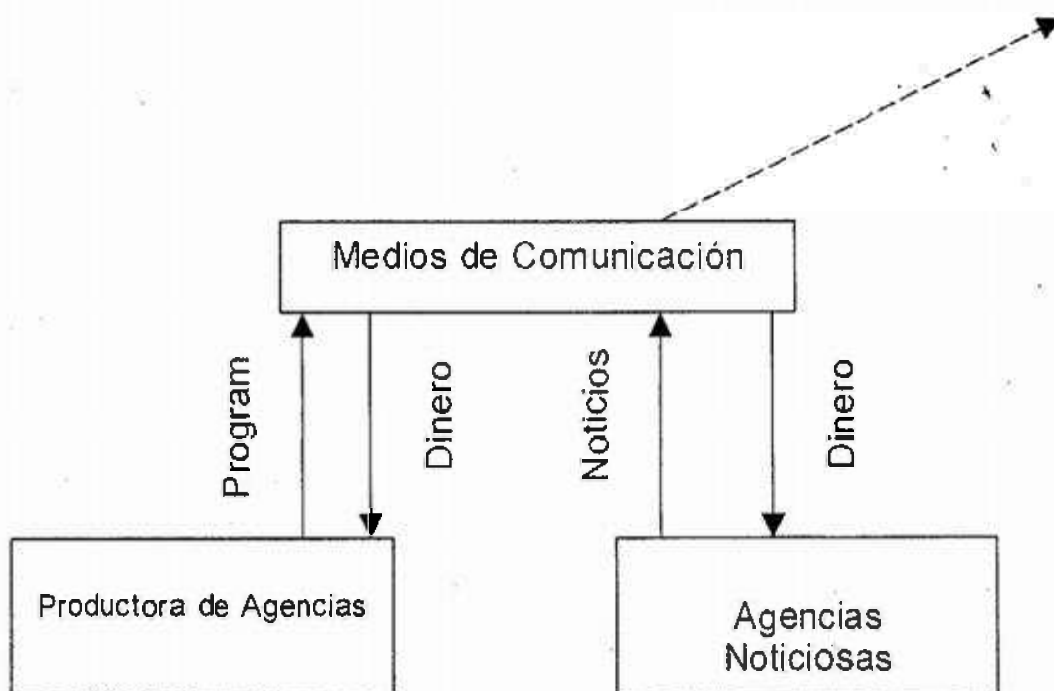 Medios de Comunicación
Program
Dinero
Noticios
Dinero
Productora de Agencias
Agencias
Noticiosas